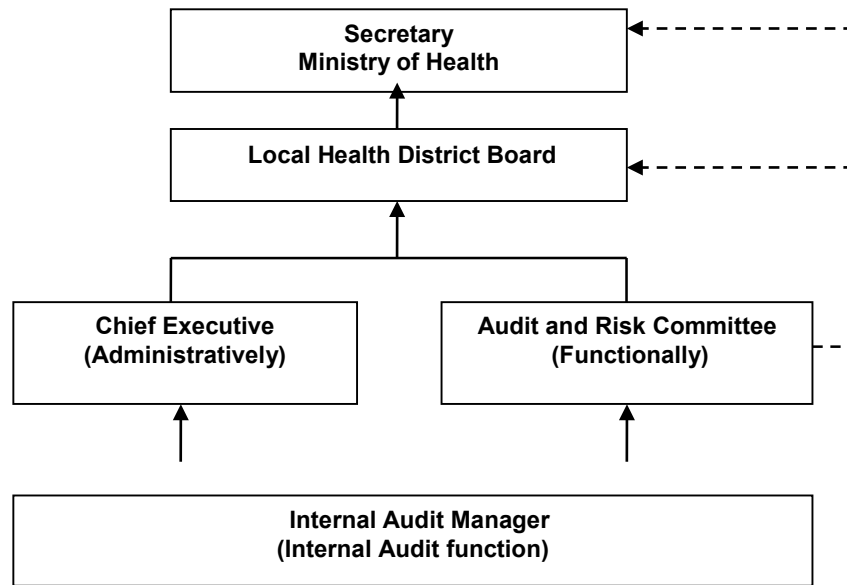 Secretary
Ministry of Health
Local Health District Board
Chief Executive
(Administratively)
Audit and Risk Committee
(Functionally)
Internal Audit Manager
(Internal Audit function)